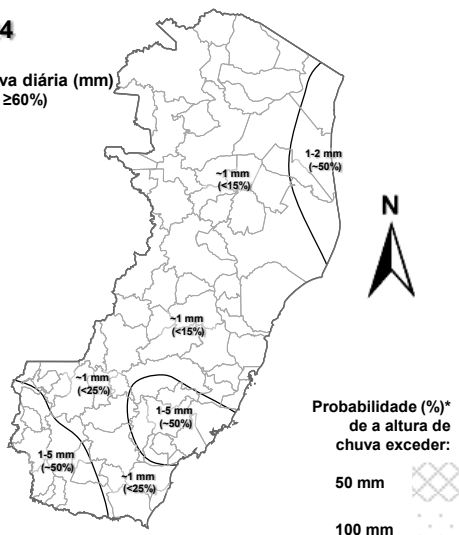 4
va diária (mm)
≥60%)
1-2 mm
(~50%)
~1 mm
(<15%)
N
~1 mm
(<15%)
~1 mm
(<25%)
1-5 mm
(~50%)
1-5 mm
(~50%)
~1 mm
(<25%)
Probabilidade (%)*
de a altura de
chuva exceder:
50 mm
100 mm